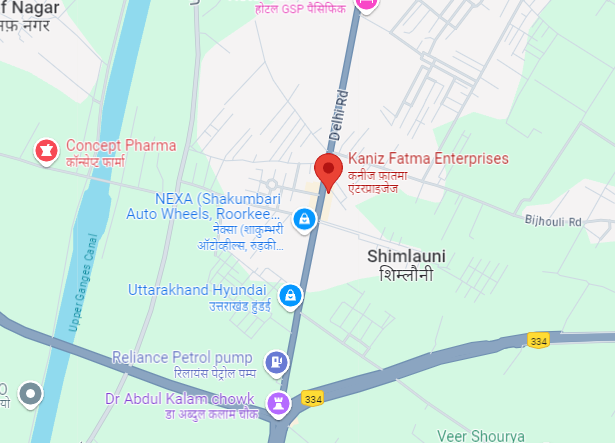 f Nagar
होटल GSP पैसिफिक
Delhi Rd
Concept Pharma
कॉन्सेप्ट फार्मा
Kaniz Fatma Enterprises
कनीज फ़ातमा
एंटरप्राइजेज
NEXA (Shakumbari
Auto Wheels, Roorkee...
नेक्सा (शाकुम्भरी
ऑटोव्हील्स, रुड़की...
Bijhouli Rd
Shimlauni
शिम्लौनी
Upper Ganges Canal
Uttarakhand Hyundai
उत्तराखंड हुंडई
334
Reliance Petrol pump
रिलायंस पेट्रोल पम्प
Dr Abdul Kalam chowk
डा अब्दुल कलाम चौक
334
Veer Shourya